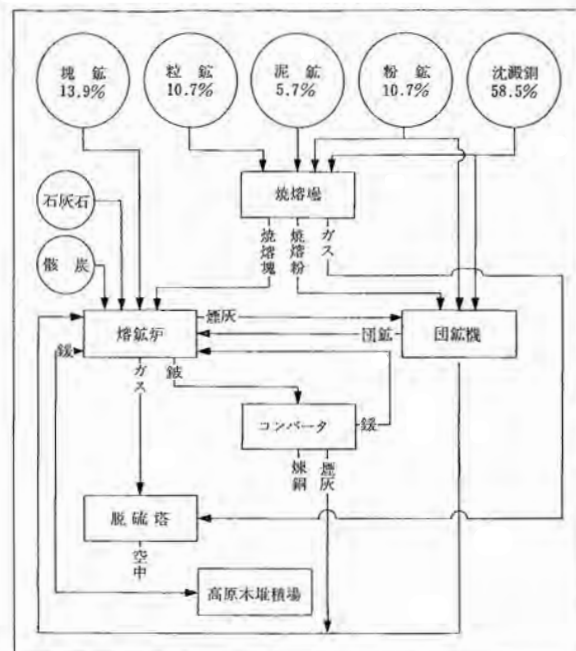 塊鉱
13.9%
粒鉱
10.7%
泥鉱
5.7%
粉鉱
10.7%
沈澱銅
58.5%
石灰石
骸炭
焼熔塊
焼熔粉
ガス
熔鉱炉
煙灰
団鉱
団鉱機
鍰
ガス
鈹
コンバータ
鍰
煉銅
煙灰
脱硫塔
空中
高原木堆積場